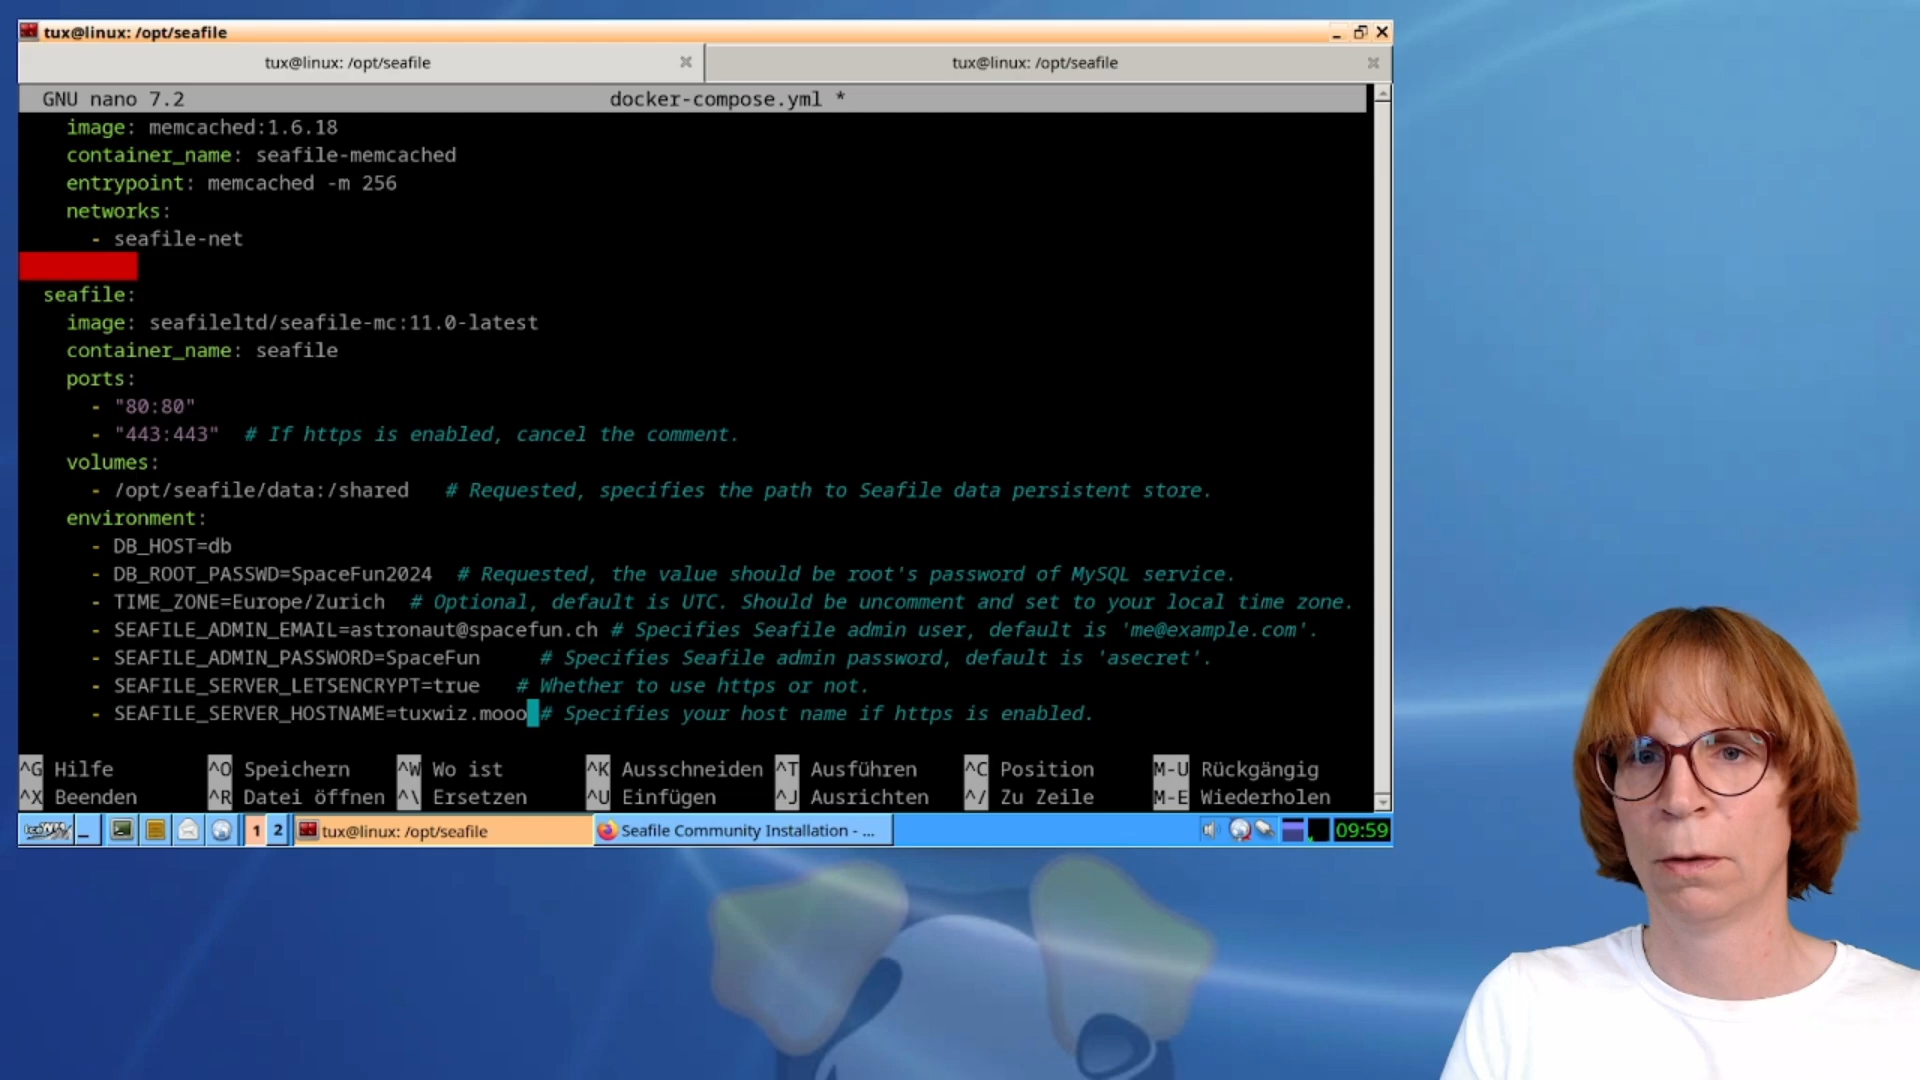 tux@linux: /opt/seafile
tux@linux: /opt/seafile
tux@linux: /opt/seafile
GNU nano 7.2 docker-compose.yml *
image: memcached:1.6.18
container_name: seafile-memcached
entrypoint: memcached -m 256
networks:
- seafile-net
seafile:
image: seafileltd/seafile-mc:11.0-latest
container_name: seafile
ports:
- "80:80"
- "443:443"  # If https is enabled, cancel the comment.
volumes:
- /opt/seafile/data:/shared   # Requested, specifies the path to Seafile data persistent store.
environment:
- DB_HOST=db
- DB_ROOT_PASSWD=SpaceFun2024  # Requested, the value should be root's password of MySQL service.
- TIME_ZONE=Europe/Zurich  # Optional, default is UTC. Should be uncomment and set to your local time zone.
- SEAFILE_ADMIN_EMAIL=astronaut@spacefun.ch # Specifies Seafile admin user, default is 'me@example.com'.
- SEAFILE_ADMIN_PASSWORD=SpaceFun     # Specifies Seafile admin password, default is 'asecret'.
- SEAFILE_SERVER_LETSENCRYPT=true   # Whether to use https or not.
- SEAFILE_SERVER_HOSTNAME=tuxwiz.mooo # Specifies your host name if https is enabled.
^G Hilfe ^O Speichern ^W Wo ist ^K Ausschneiden ^T Ausführen ^C Position M-U Rückgängig
^X Beenden ^R Datei öffnen ^\ Ersetzen ^U Einfügen ^J Ausrichten ^/ Zu Zeile M-E Wiederholen
1 2 tux@linux: /opt/seafile Seafile Community Installation - ... 09:59